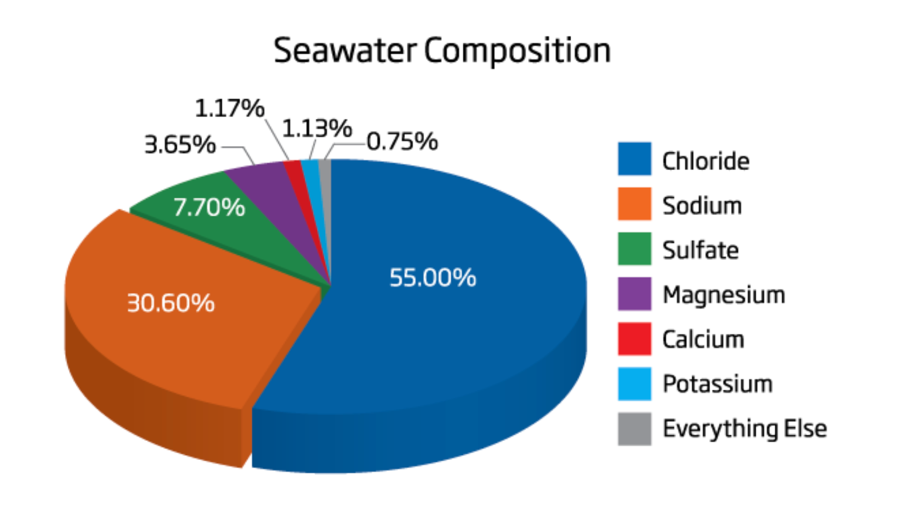 Seawater Composition
1.17%
1.13%
0.75%
3.65%
7.70%
55.00%
30.60%
Chloride
Sodium
Sulfate
Magnesium
Calcium
Potassium
Everything Else